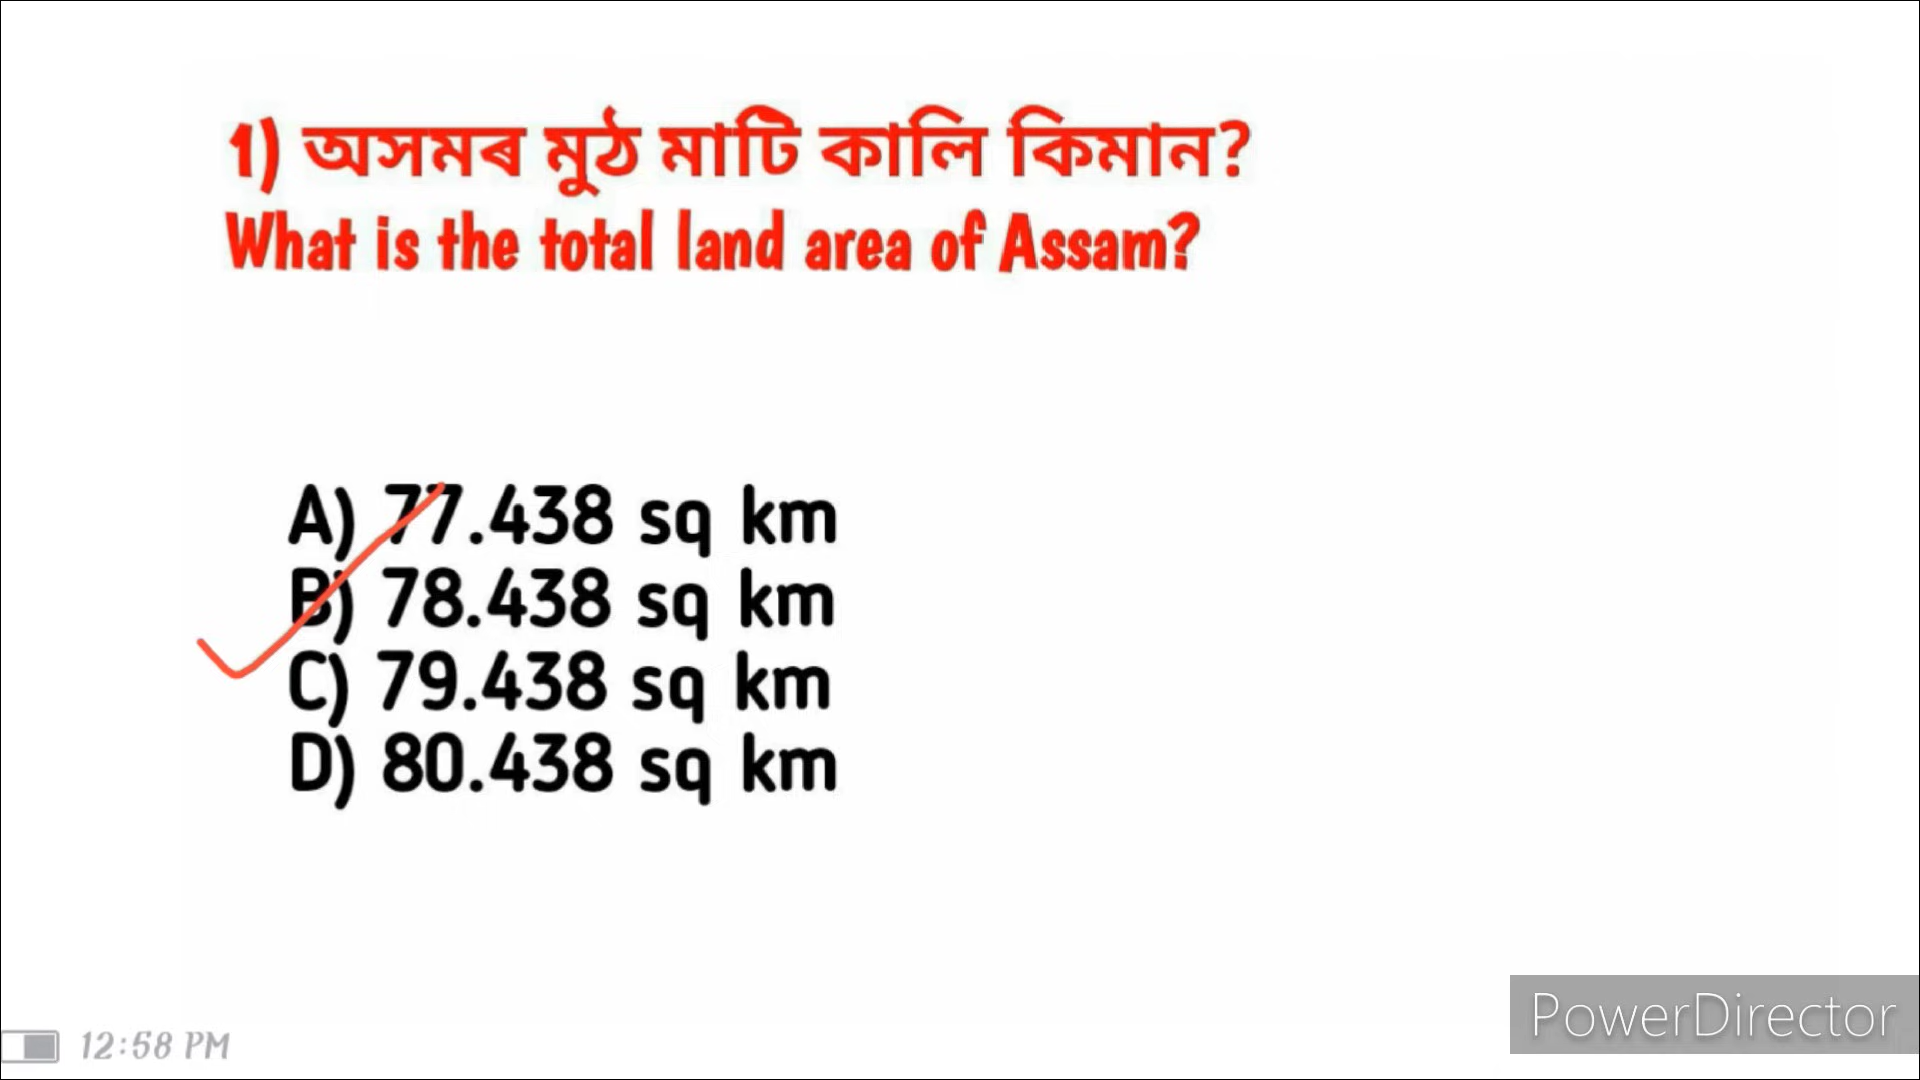 1) অসমৰ মুঠ মাটি কালি কিমান?
What is the total land area of Assam?
A) 77.438 sq km
B) 78.438 sq km
C) 79.438 sq km
D) 80.438 sq km
12:58 PM
PowerDirector